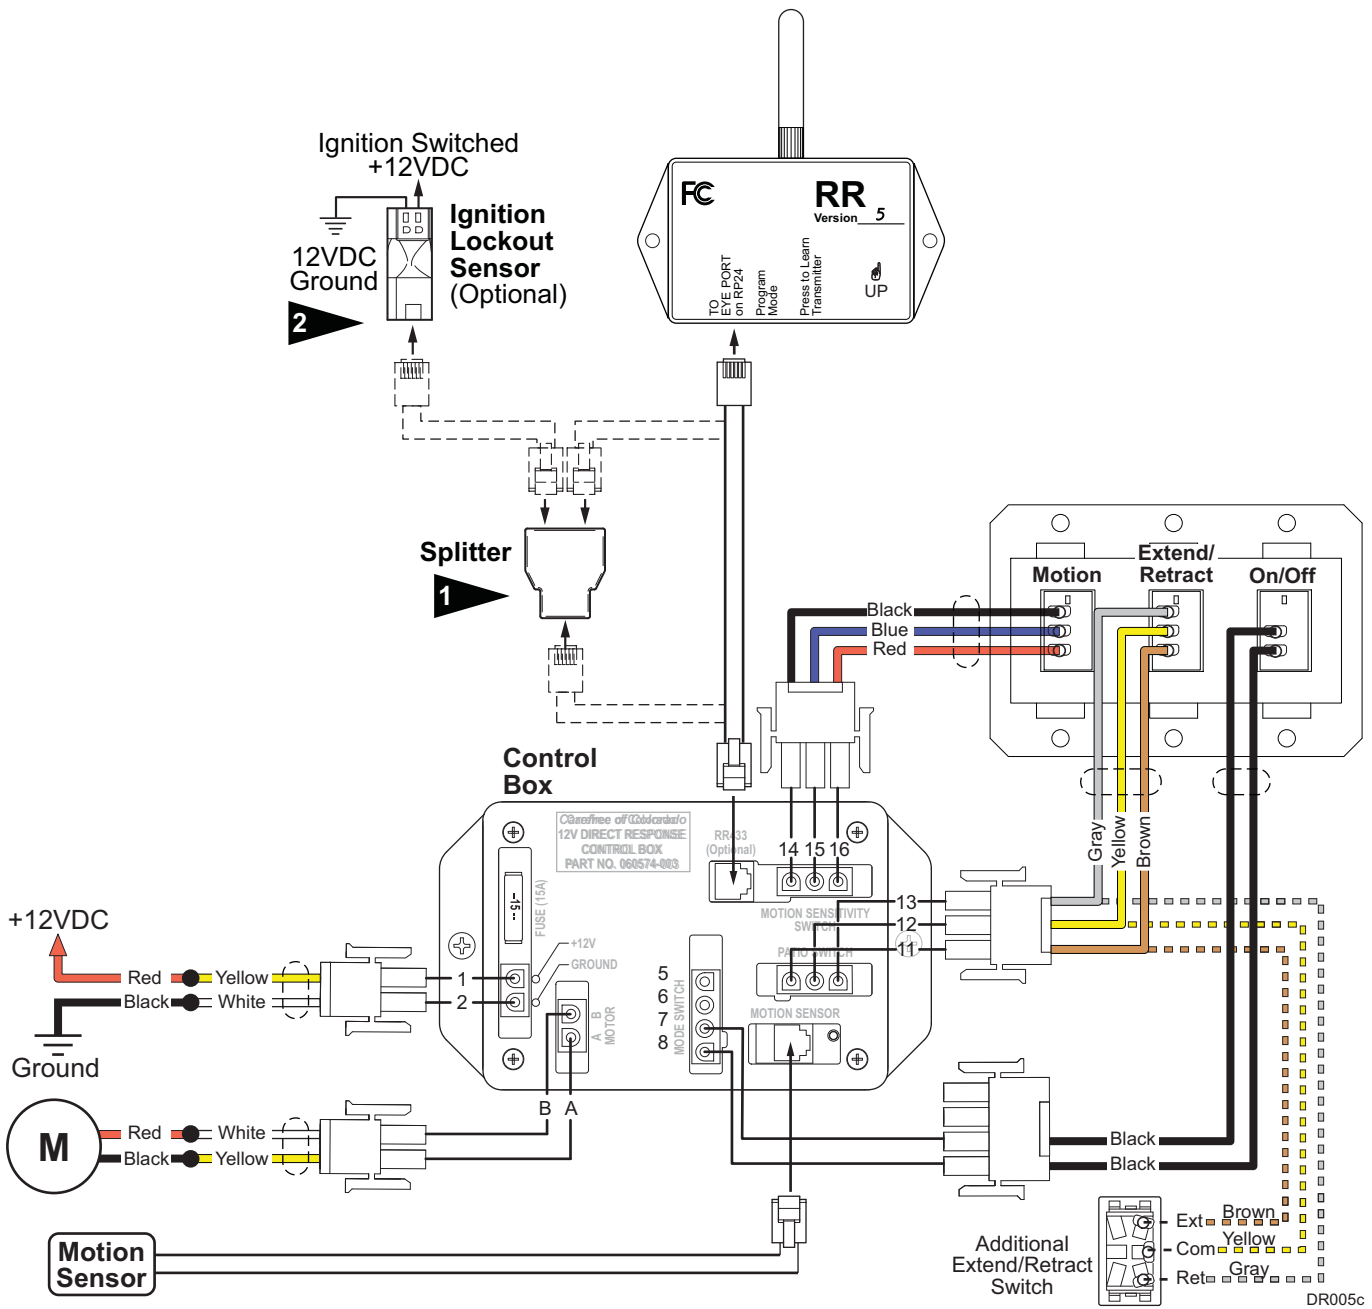 Ignition Switched
+12VDC
12VDC
Ground
Ignition
Lockout
Sensor
(Optional)
2
FC
RR
Version 5
TO
EYE PORT
on RP24
Program
Mode
Press to Learn
Transmitter
UP
Splitter
1
Motion
Extend/
Retract
On/Off
Black
Blue
Red
Gray
Yellow
Brown
Control
Box
Carefree of Colorado
12V DIRECT RESPONSE
CONTROL BOX
PART NO. 060574-003
RR433
(Optional)
14 15 16
MOTION SENSITIVITY
SWITCH
13
12
11
PATIO SWITCH
-15-
FUSE (15A)
+12V
GROUND
1
2
B
A
MOTOR
5
6
7
8
MODE SWITCH
MOTION SENSOR
+12VDC
Red Yellow
Black White
Ground
B A
M
Red White
Black Yellow
Black
Black
Motion
Sensor
Additional
Extend/Retract
Switch
Ext Brown
Com Yellow
Ret Gray
DR005c